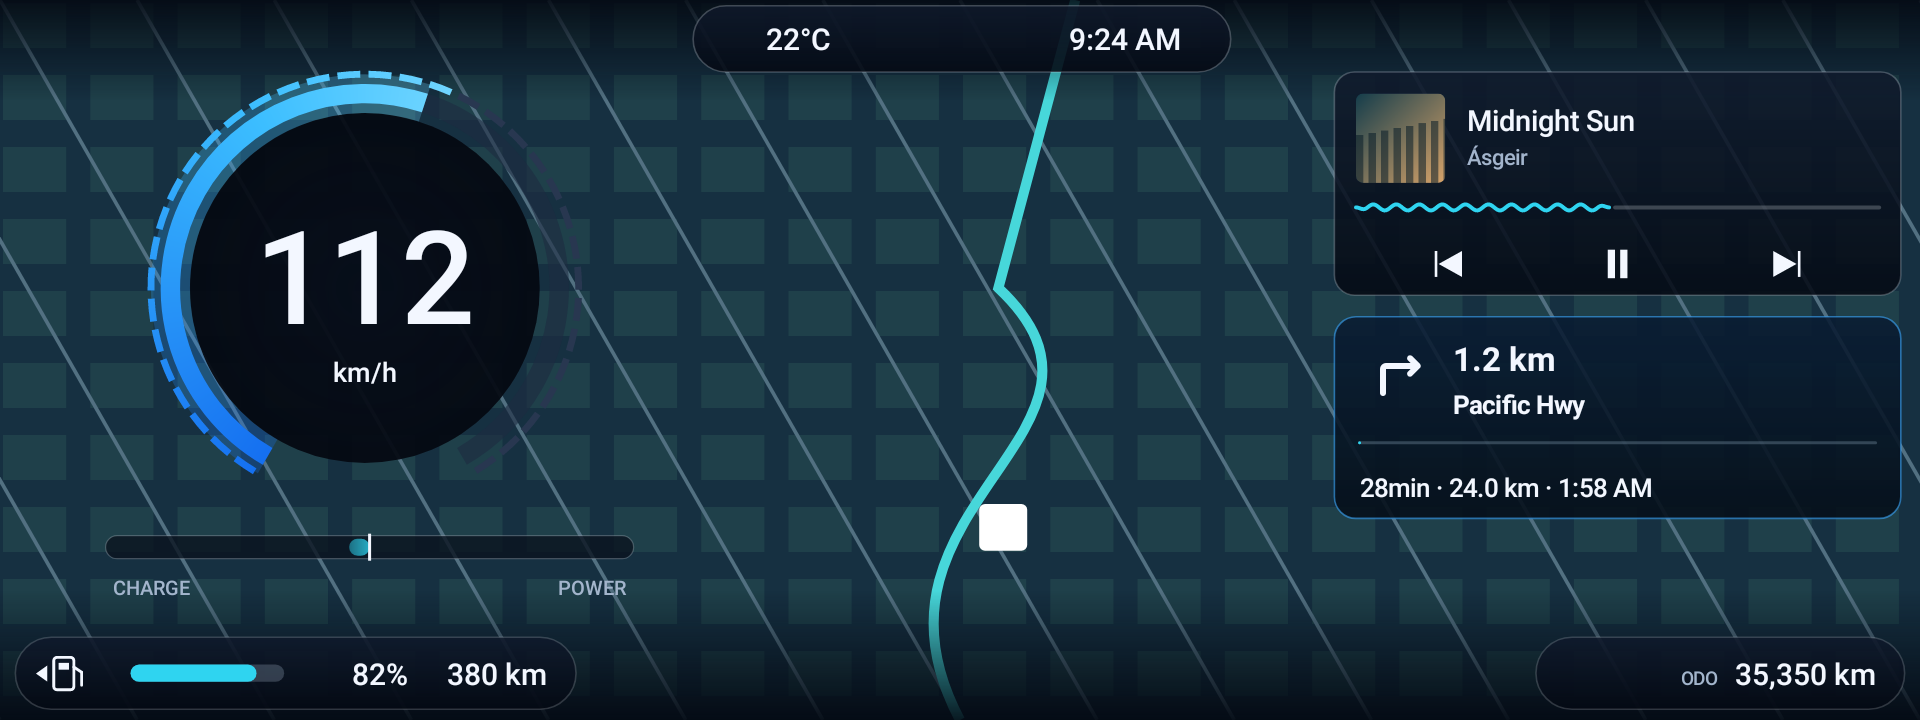 22°C
9:24 AM
112
km/h
CHARGE
POWER
82%
380 km
Midnight Sun
Ásgeir
1.2 km
Pacific Hwy
28min · 24.0 km · 1:58 AM
ODO 35,350 km